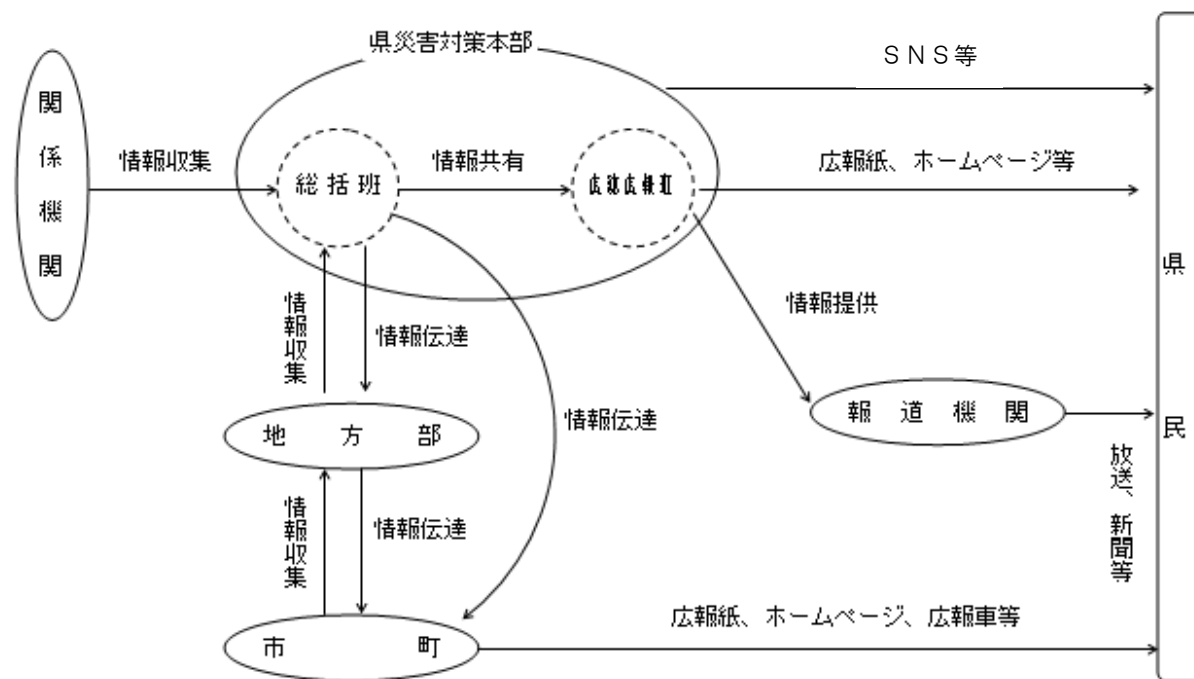 県災害対策本部
ＳＮＳ等
関係機関
情報収集
総括班
情報共有
広報紙、ホームページ等
県民
情報提供
情報収集
情報伝達
報道機関
地方部
情報伝達
放送、新聞等
情報収集
情報伝達
広報紙、ホームページ、広報車等
市町